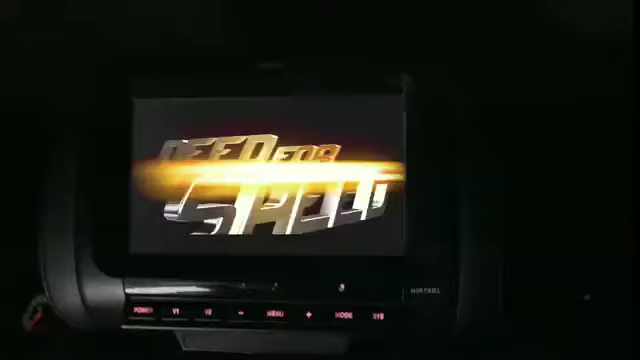 NEED FOR
SPEED
POWER V1 V2 - MENU + MODE SYS